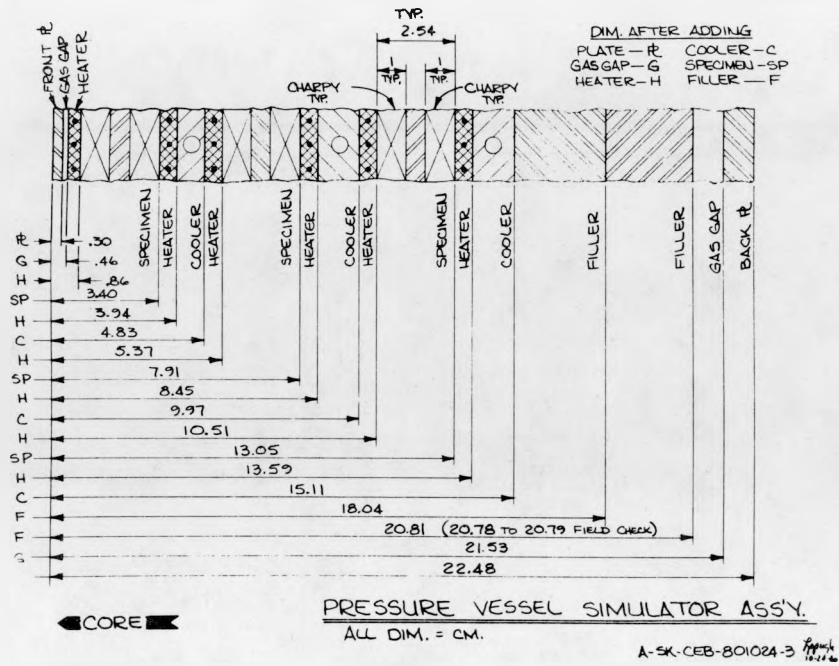 TYP.
2.54
DIM. AFTER ADDING
PLATE — ⅊ COOLER — C
GAS GAP — G SPECIMEN — SP
HEATER — H FILLER — F
FRONT ⅊
GAS GAP
HEATER
CHARPY TYP.
1 TYP.
1 TYP.
CHARPY TYP.
SPECIMEN
HEATER
COOLER
HEATER
SPECIMEN
HEATER
COOLER
HEATER
SPECIMEN
HEATER
COOLER
FILLER
FILLER
GAS GAP
BACK ⅊
⅊ .30
G .46
H .86
SP 3.40
H 3.94
C 4.83
H 5.37
SP 7.91
H 8.45
C 9.97
H 10.51
SP 13.05
H 13.59
C 15.11
F 18.04
F 20.81 (20.78 TO 20.79 FIELD CHECK)
G 21.53
22.48
CORE
PRESSURE VESSEL SIMULATOR ASS'Y.
ALL DIM. = CM.
A-SK-CEB-801024-3